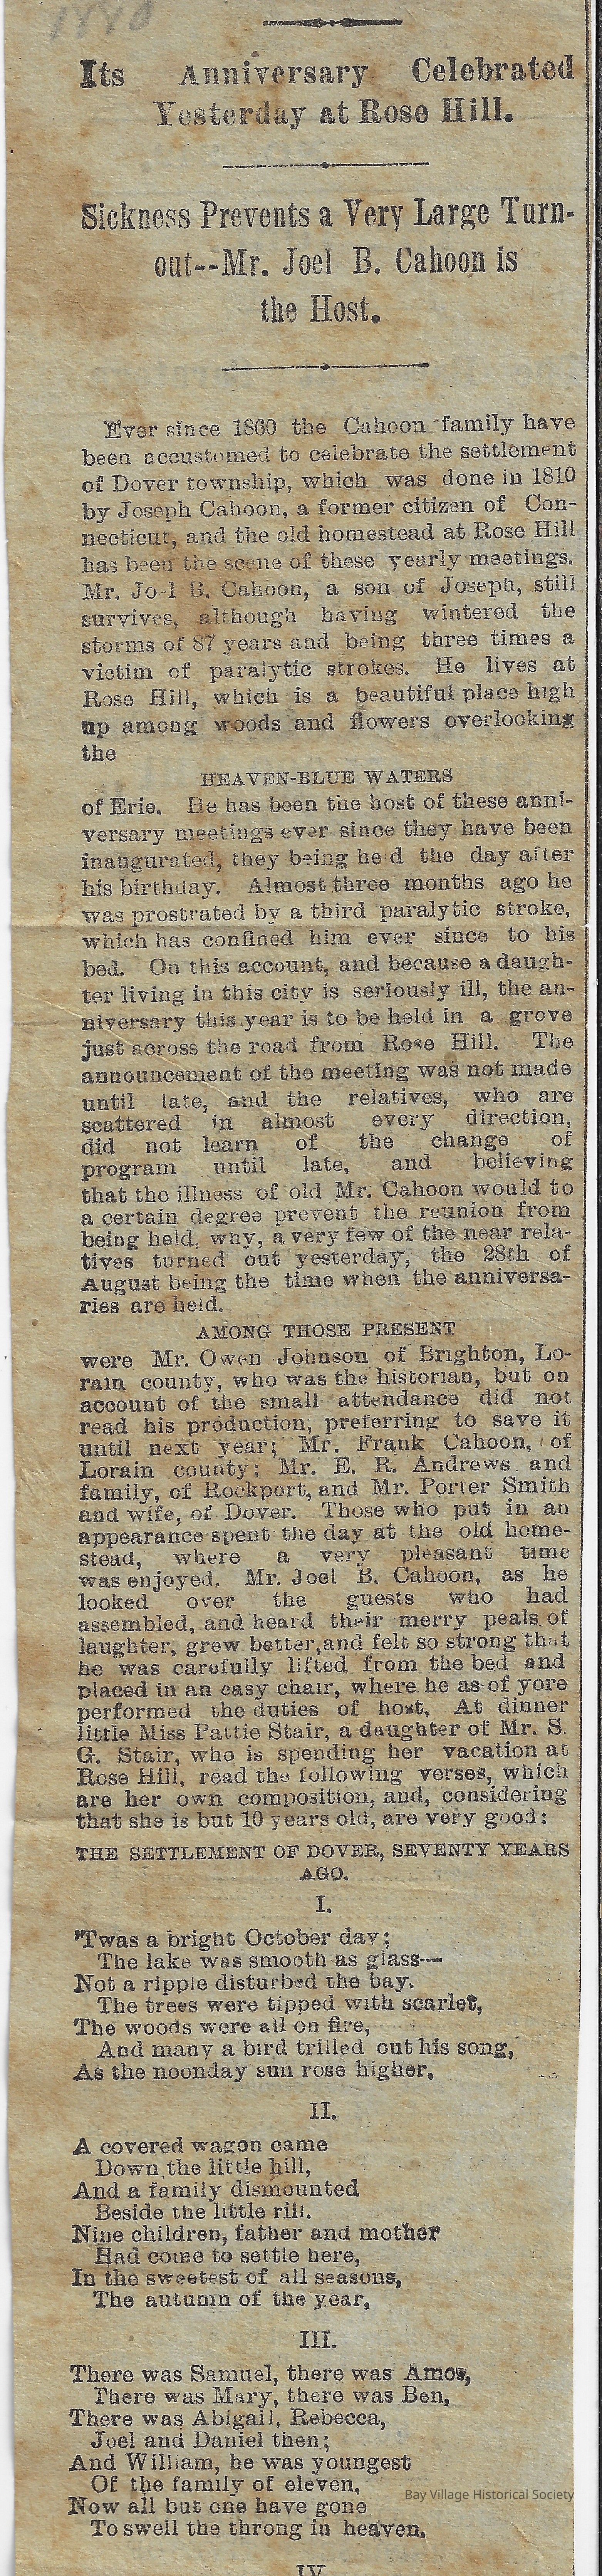 1880
Its Anniversary Celebrated
Yesterday at Rose Hill.
Sickness Prevents a Very Large Turn-
out--Mr. Joel B. Cahoon is
the Host.
Ever since 1860 the Cahoon family have
been accustomed to celebrate the settlement
of Dover township, which was done in 1810
by Joseph Cahoon, a former citizen of Con-
necticut, and the old homestead at Rose Hill
has been the scene of these yearly meetings.
Mr. Jo-l B. Cahoon, a son of Joseph, still
survives, although having wintered the
storms of 87 years and being three times a
victim of paralytic strokes. He lives at
Rose Hill, which is a beautiful place high
up among woods and flowers overlooking
the
HEAVEN-BLUE WATERS
of Erie. He has been the host of these anni-
versary meetings ever since they have been
inaugurated, they being he d the day after
his birthday. Almost three months ago he
was prostrated by a third paralytic stroke,
which has confined him ever since to his
bed. On this account, and because a daugh-
ter living in this city is seriously ill, the an-
niversary this year is to be held in a grove
just across the road from Rose Hill. The
announcement of the meeting was not made
until late, and the relatives, who are
scattered in almost every direction,
did not learn of the change of
program until late, and believing
that the illness of old Mr. Cahoon would to
a certain degree prevent the reunion from
being held, why, a very few of the near rela-
tives turned out yesterday, the 28th of
August being the time when the anniversa-
ries are held.
AMONG THOSE PRESENT
were Mr. Owen Johnson of Brighton, Lo-
rain county, who was the historian, but on
account of the small attendance did not
read his production, preferring to save it
until next year; Mr. Frank Cahoon, of
Lorain county; Mr. E. R. Andrews and
family, of Rockport, and Mr. Porter Smith
and wife, of Dover. Those who put in an
appearance spent the day at the old home-
stead, where a very pleasant time
was enjoyed. Mr. Joel B. Cahoon, as he
looked over the guests who had
assembled, and heard their merry peals of
laughter, grew better, and felt so strong that
he was carefully lifted from the bed and
placed in an easy chair, where he as of yore
performed the duties of host. At dinner
little Miss Pattie Stair, a daughter of Mr. S.
G. Stair, who is spending her vacation at
Rose Hill, read the following verses, which
are her own composition, and, considering
that she is but 10 years old, are very good:
THE SETTLEMENT OF DOVER, SEVENTY YEARS
AGO.
I.
'Twas a bright October day;
The lake was smooth as glass—
Not a ripple disturbed the bay.
The trees were tipped with scarlet,
The woods were all on fire,
And many a bird trilled out his song,
As the noonday sun rose higher,
II.
A covered wagon came
Down the little hill,
And a family dismounted
Beside the little rill.
Nine children, father and mother
Had come to settle here,
In the sweetest of all seasons,
The autumn of the year,
III.
There was Samuel, there was Amos,
There was Mary, there was Ben,
There was Abigail, Rebecca,
Joel and Daniel then;
And William, he was youngest
Of the family of eleven,
Now all but one have gone
To swell the throng in heaven.
IV
Bay Village Historical Society